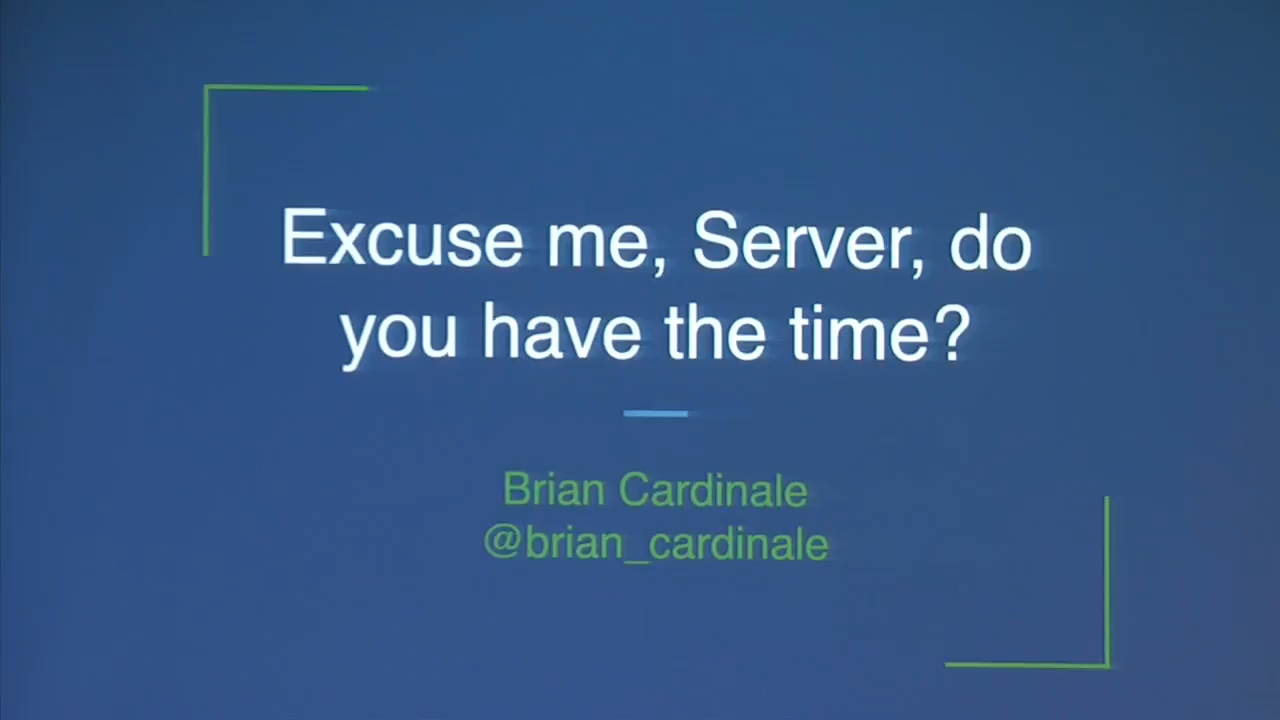 Excuse me, Server, do
you have the time?
Brian Cardinale
@brian_cardinale